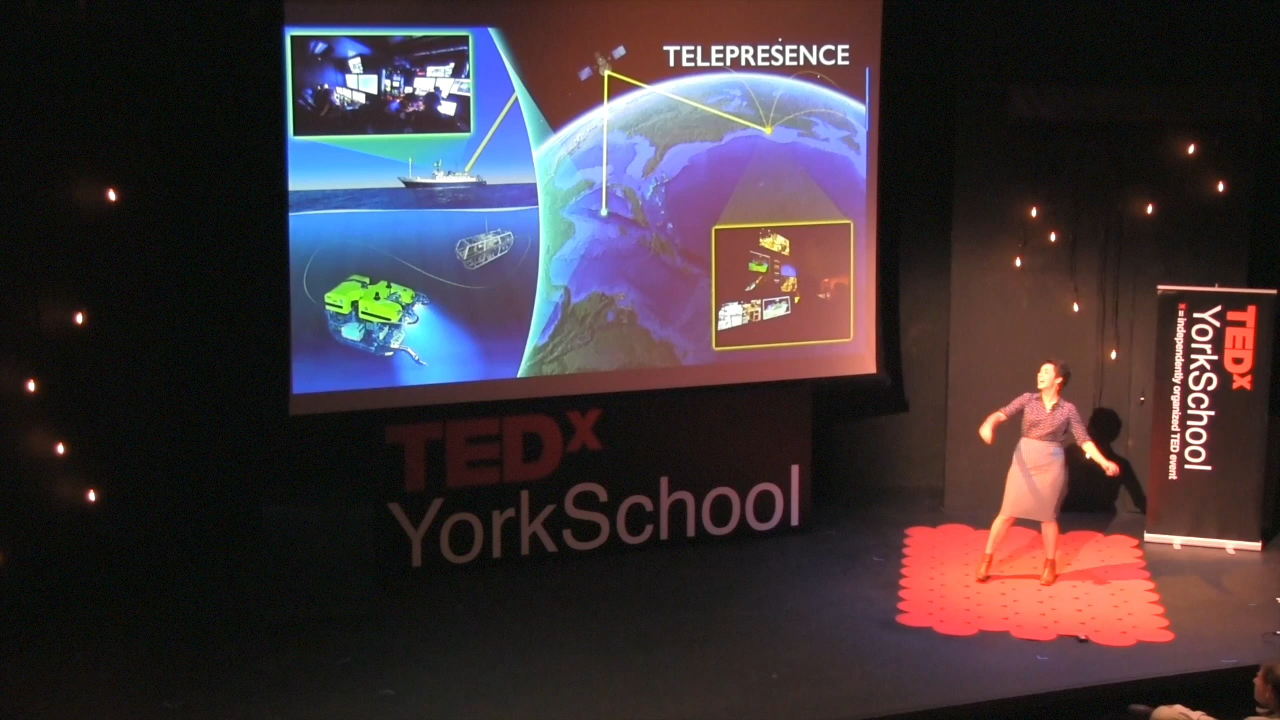 TELEPRESENCE
TEDx
YorkSchool
TEDx
YorkSchool
x = independently organized TED event